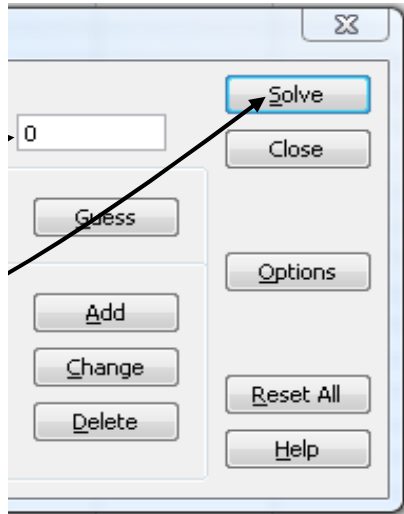 Solve
0
Close
Guess
Options
Add
Change
Reset All
Delete
Help